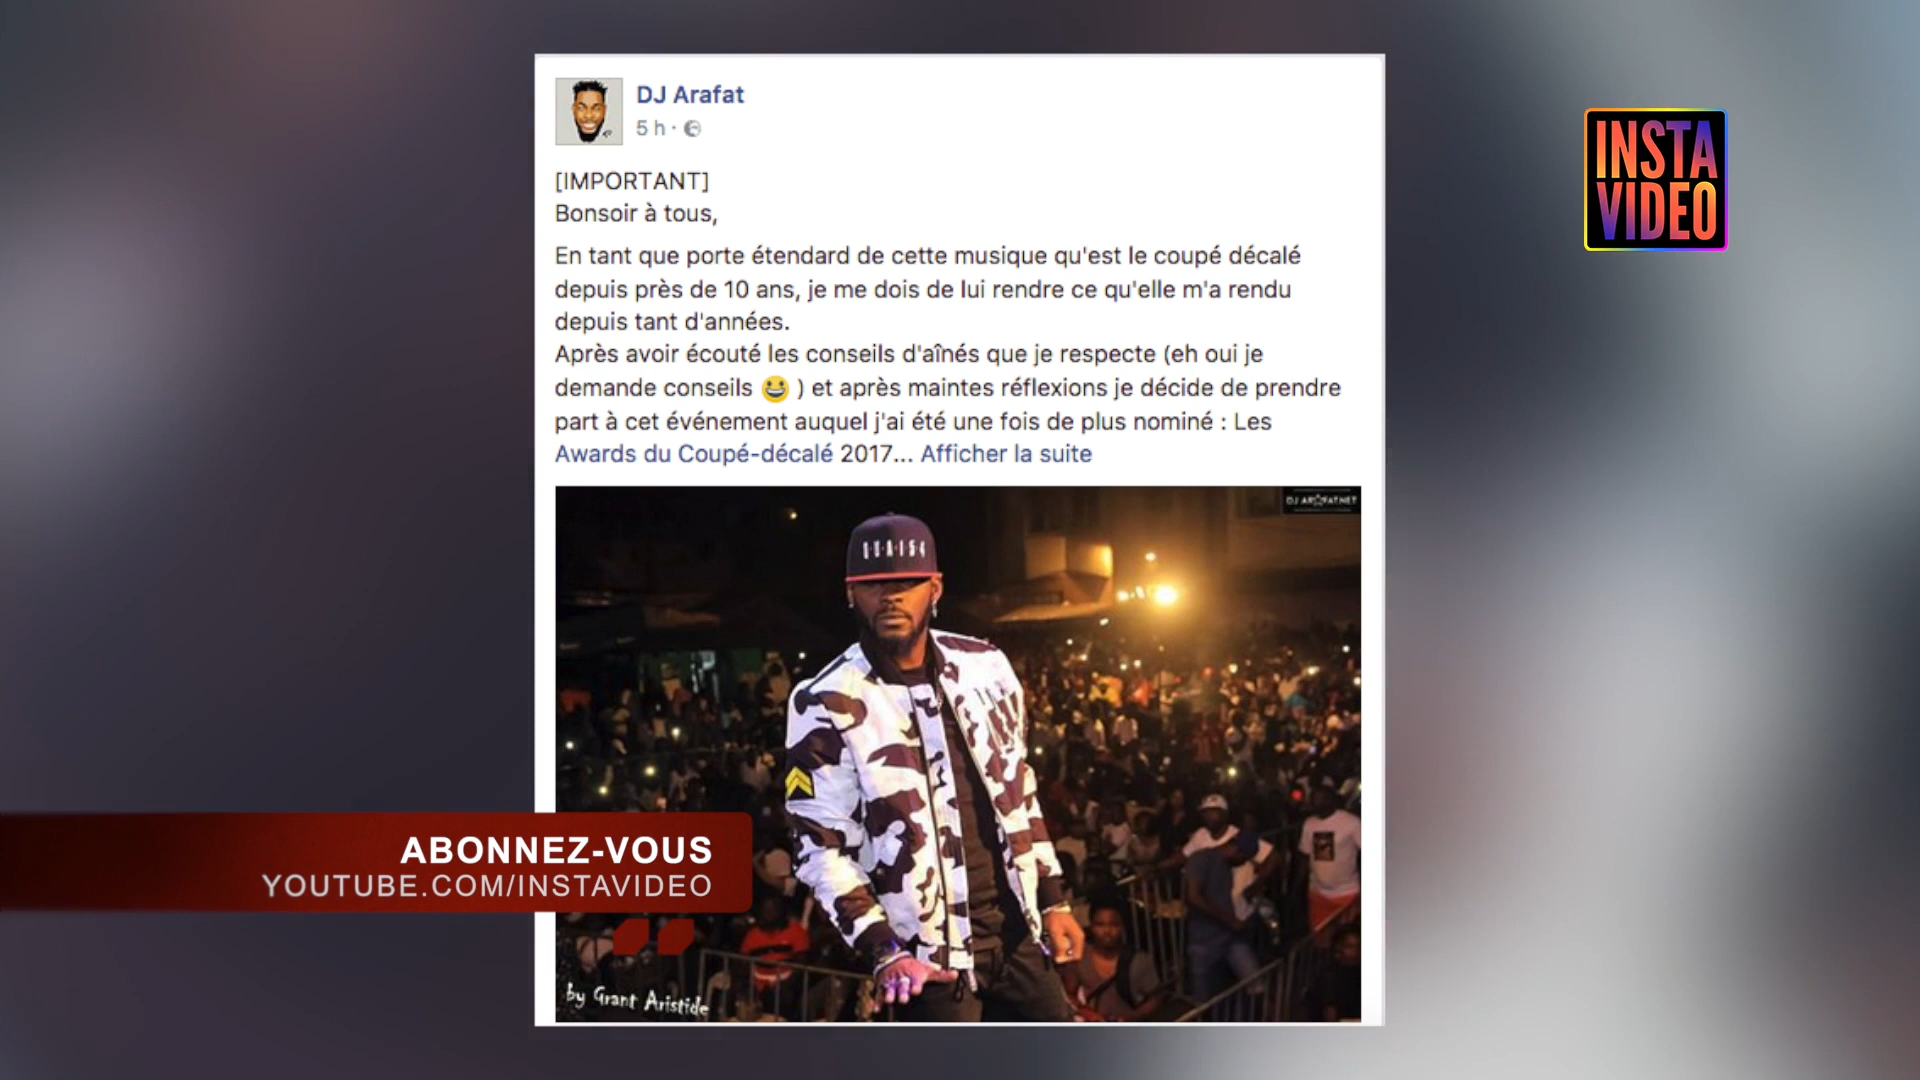 DJ Arafat
5 h ·
[IMPORTANT]
Bonsoir à tous,
En tant que porte étendard de cette musique qu'est le coupé décalé
depuis près de 10 ans, je me dois de lui rendre ce qu'elle m'a rendu
depuis tant d'années.
Après avoir écouté les conseils d'aînés que je respecte (eh oui je
demande conseils 😀 ) et après maintes réflexions je décide de prendre
part à cet événement auquel j'ai été une fois de plus nominé : Les
Awards du Coupé-décalé 2017... Afficher la suite
INSTA
VIDEO
DJ ARAFATNET
ABONNEZ-VOUS
YOUTUBE.COM/INSTAVIDEO
by Grant Aristide